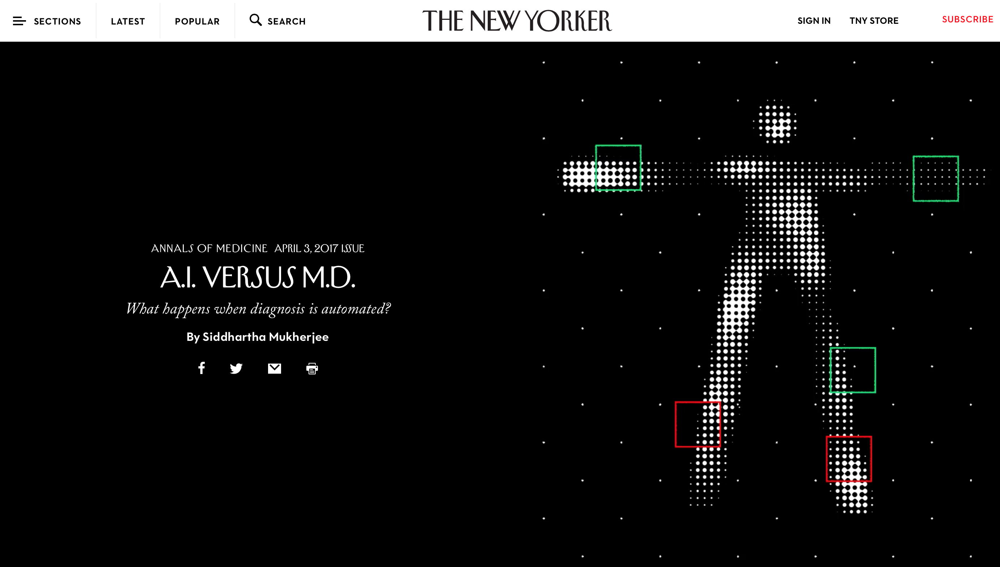 SECTIONS
LATEST
POPULAR
SEARCH
THE NEW YORKER
SIGN IN
TNY STORE
SUBSCRIBE
ANNALS OF MEDICINE APRIL 3, 2017 ISSUE
A.I. VERSUS M.D.
What happens when diagnosis is automated?
By Siddhartha Mukherjee